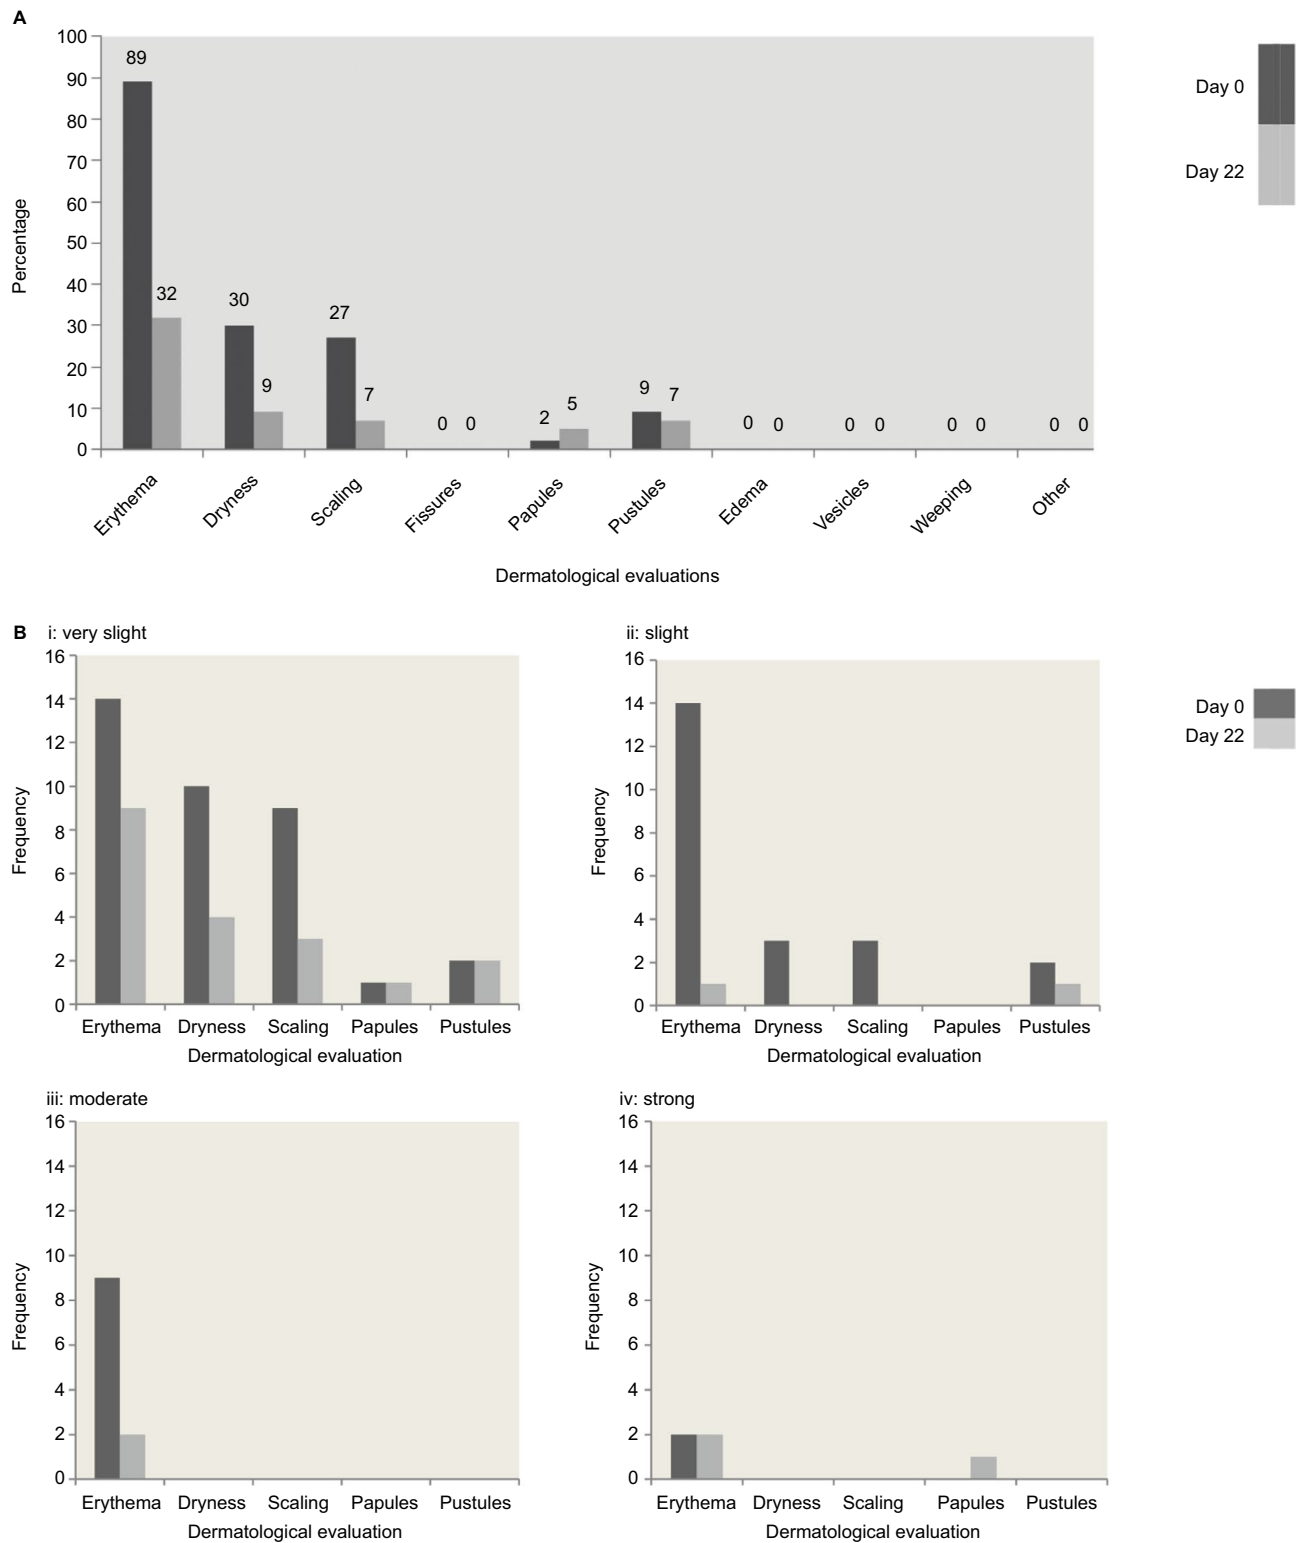 A
100
90
80
70
60
50
40
30
20
10
0
Percentage
89
32
30
9
27
7
0 0
2
5
9
7
0 0
0 0
0 0
0 0
Erythema
Dryness
Scaling
Fissures
Papules
Pustules
Edema
Vesicles
Weeping
Other
Dermatological evaluations
Day 0
Day 22
B
i: very slight
16
14
12
10
8
6
4
2
0
Frequency
Erythema Dryness Scaling Papules Pustules
Dermatological evaluation
ii: slight
16
14
12
10
8
6
4
2
0
Frequency
Erythema Dryness Scaling Papules Pustules
Dermatological evaluation
Day 0
Day 22
iii: moderate
16
14
12
10
8
6
4
2
0
Frequency
Erythema Dryness Scaling Papules Pustules
Dermatological evaluation
iv: strong
16
14
12
10
8
6
4
2
0
Frequency
Erythema Dryness Scaling Papules Pustules
Dermatological evaluation